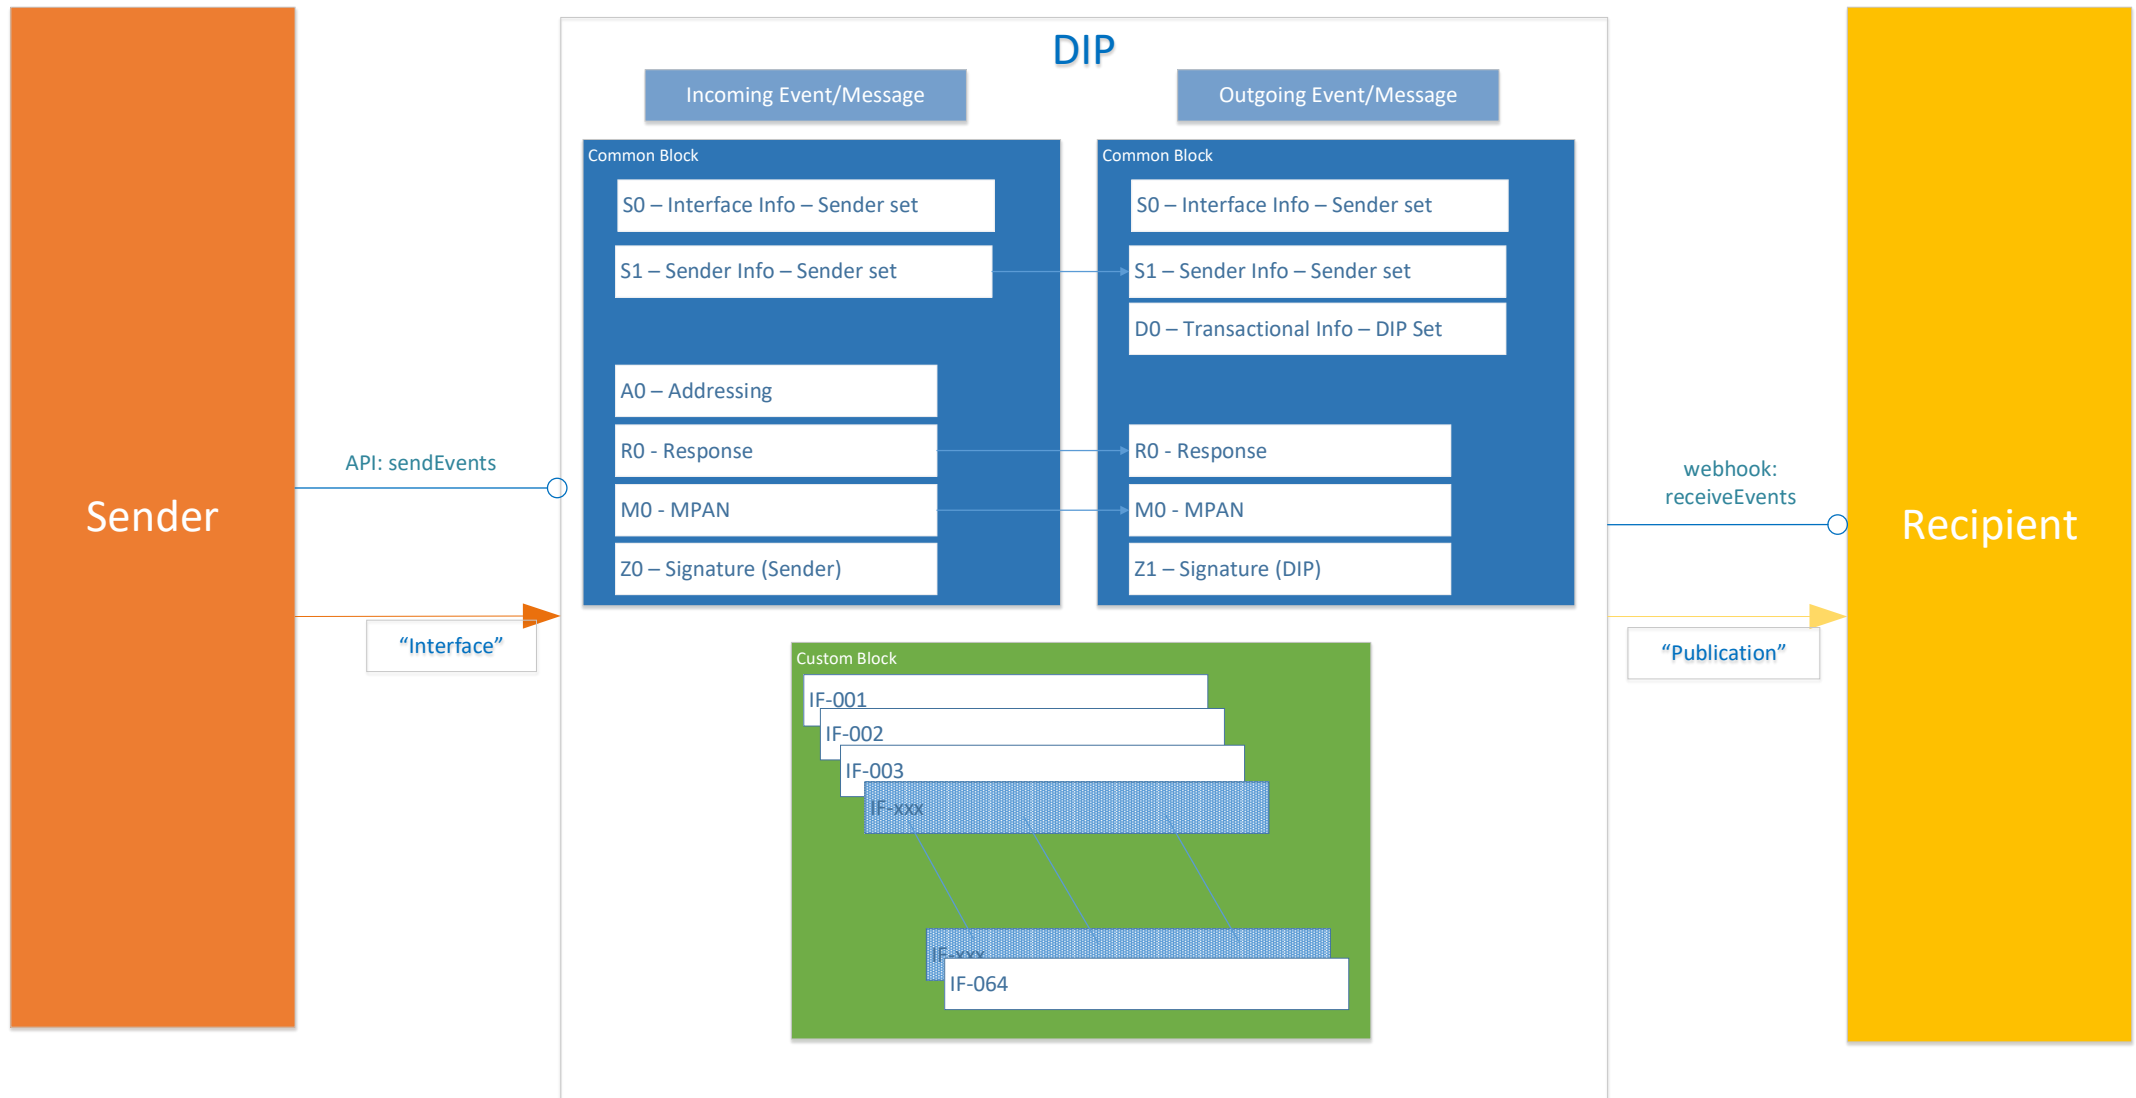 DIP
Incoming Event/Message
Outgoing Event/Message
Common Block
S0 – Interface Info – Sender set
S1 – Sender Info – Sender set
A0 – Addressing
R0 - Response
M0 - MPAN
Z0 – Signature (Sender)
Common Block
S0 – Interface Info – Sender set
S1 – Sender Info – Sender set
D0 – Transactional Info – DIP Set
R0 - Response
M0 - MPAN
Z1 – Signature (DIP)
Sender
API: sendEvents
“Interface”
webhook:
receiveEvents
“Publication”
Recipient
Custom Block
IF-001
IF-002
IF-003
IF-xxx
IF-xxx
IF-064